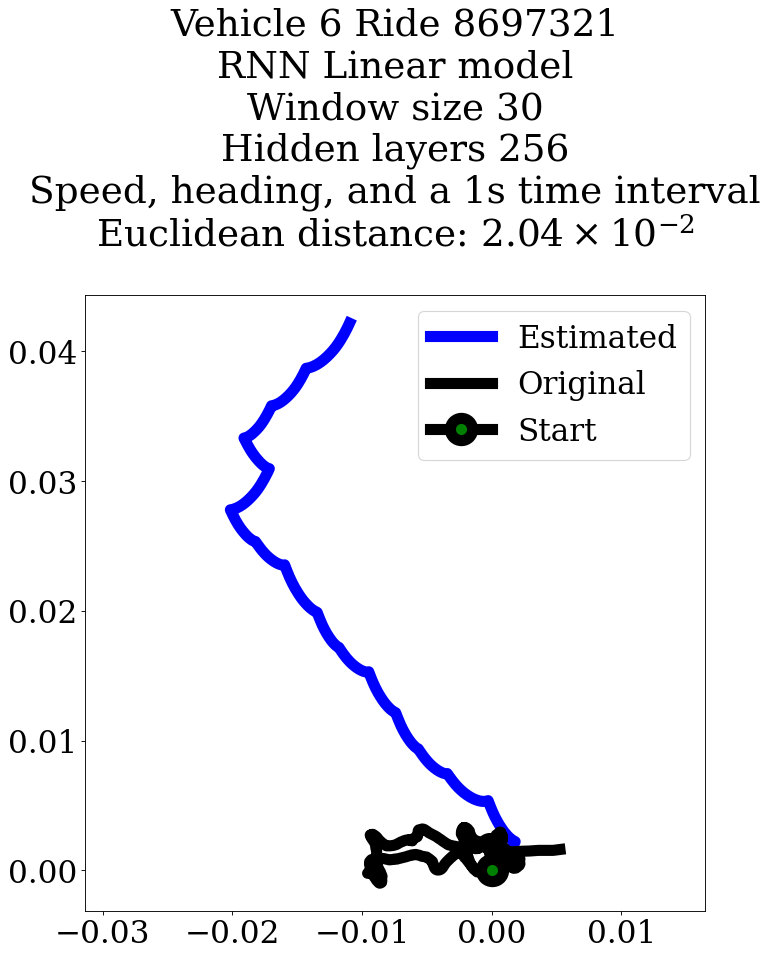 Vehicle 6 Ride 8697321
RNN Linear model
Window size 30
Hidden layers 256
Speed, heading, and a 1s time interval
Euclidean distance: 2.04 × 10⁻²
Estimated
Original
Start
0.04
0.03
0.02
0.01
0.00
−0.03 −0.02 −0.01 0.00 0.01